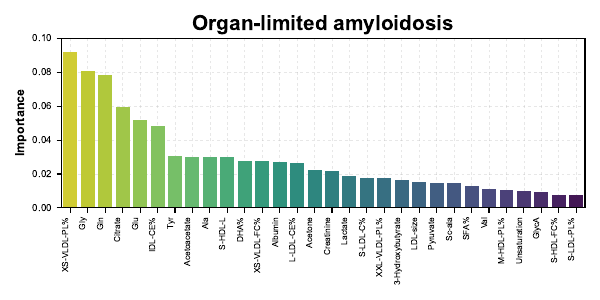 Organ-limited amyloidosis
Importance
0.10
0.08
0.06
0.04
0.02
0.00
XS-VLDL-PL%
Gly
Gln
Citrate
Glu
IDL-CE%
Tyr
Acetoacetate
Ala
S-HDL-L
DHA%
XS-VLDL-FC%
Albumin
L-LDL-CE%
Acetone
Creatinine
Lactate
S-LDL-C%
XXL-VLDL-PL%
3-Hydroxybutyrate
LDL-size
Pyruvate
Sc-ala
SFA%
Val
M-HDL-PL%
Unsaturation
GlycA
S-HDL-FC%
S-LDL-PL%